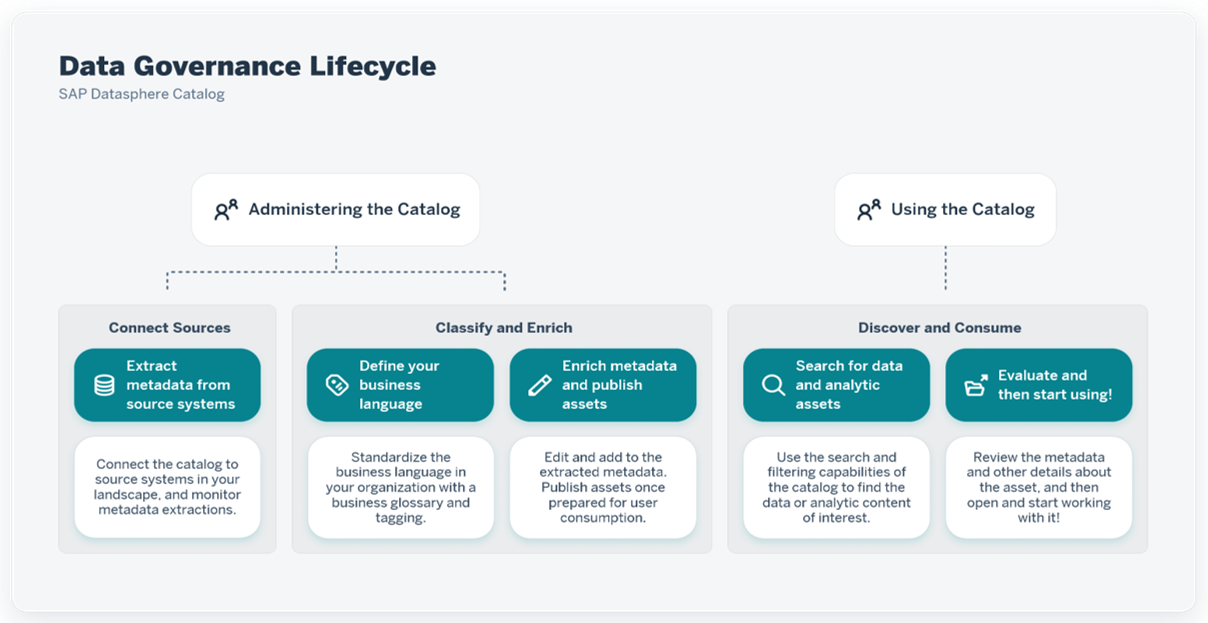 Data Governance Lifecycle
SAP Datasphere Catalog
Administering the Catalog
Using the Catalog
Connect Sources
Extract
metadata from
source systems
Connect the catalog to
source systems in your
landscape, and monitor
metadata extractions.
Classify and Enrich
Define your
business
language
Standardize the
business language in
your organization with a
business glossary and
tagging.
Enrich metadata
and publish
assets
Edit and add to the
extracted metadata.
Publish assets once
prepared for user
consumption.
Discover and Consume
Search for data
and analytic
assets
Use the search and
filtering capabilities of
the catalog to find the
data or analytic content
of interest.
Evaluate and
then start using!
Review the metadata
and other details about
the asset, and then
open and start working
with it!